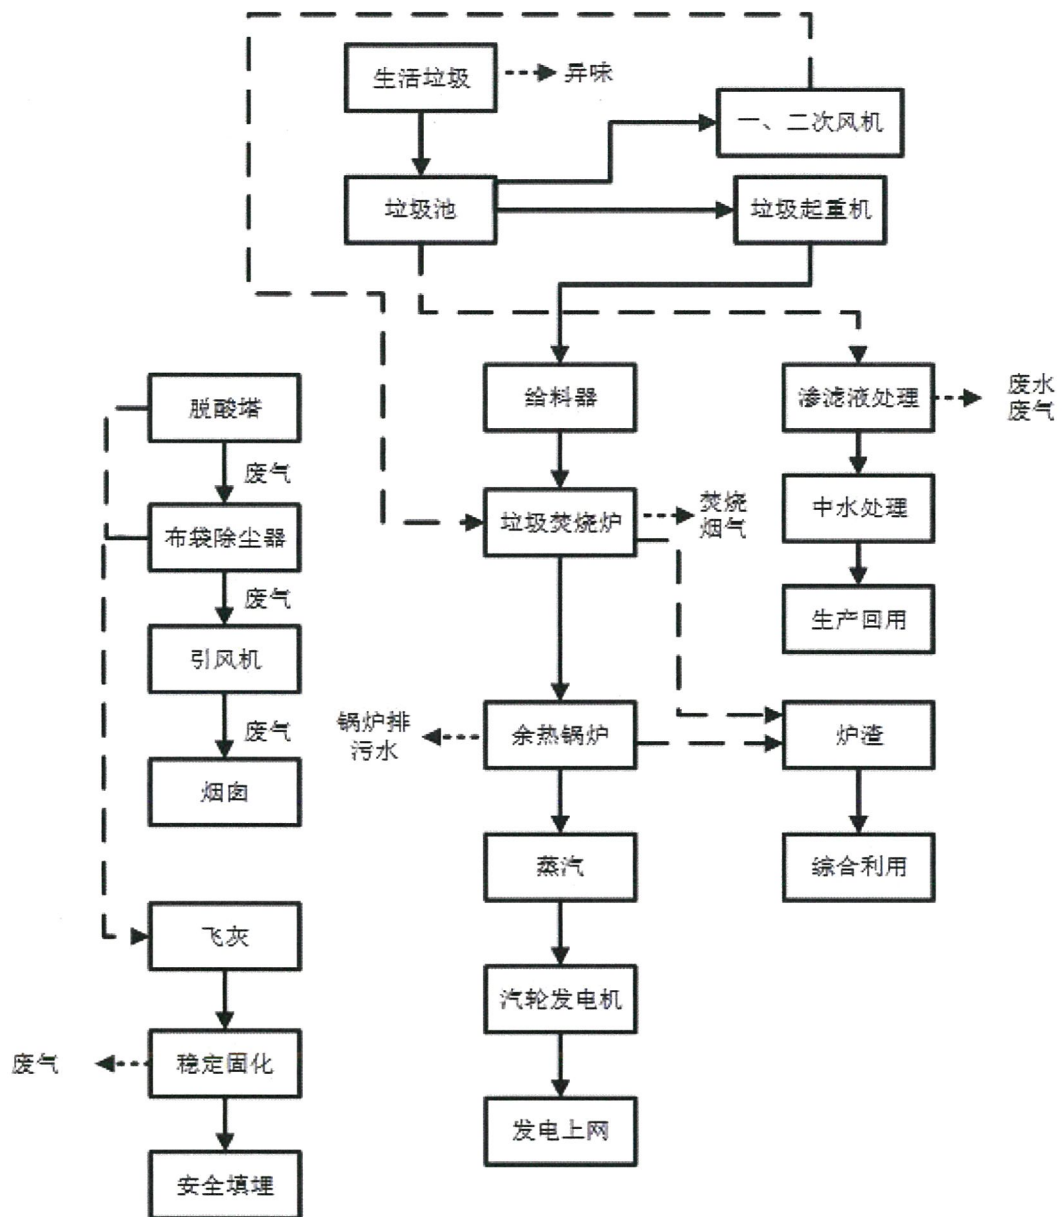 生活垃圾
异味
一、二次风机
垃圾池
垃圾起重机
脱酸塔
给料器
渗滤液处理
废水
废气
废气
布袋除尘器
垃圾焚烧炉
焚烧
烟气
中水处理
废气
引风机
生产回用
废气
锅炉排
污水
余热锅炉
炉渣
烟囱
蒸汽
综合利用
飞灰
汽轮发电机
废气
稳定固化
发电上网
安全填埋